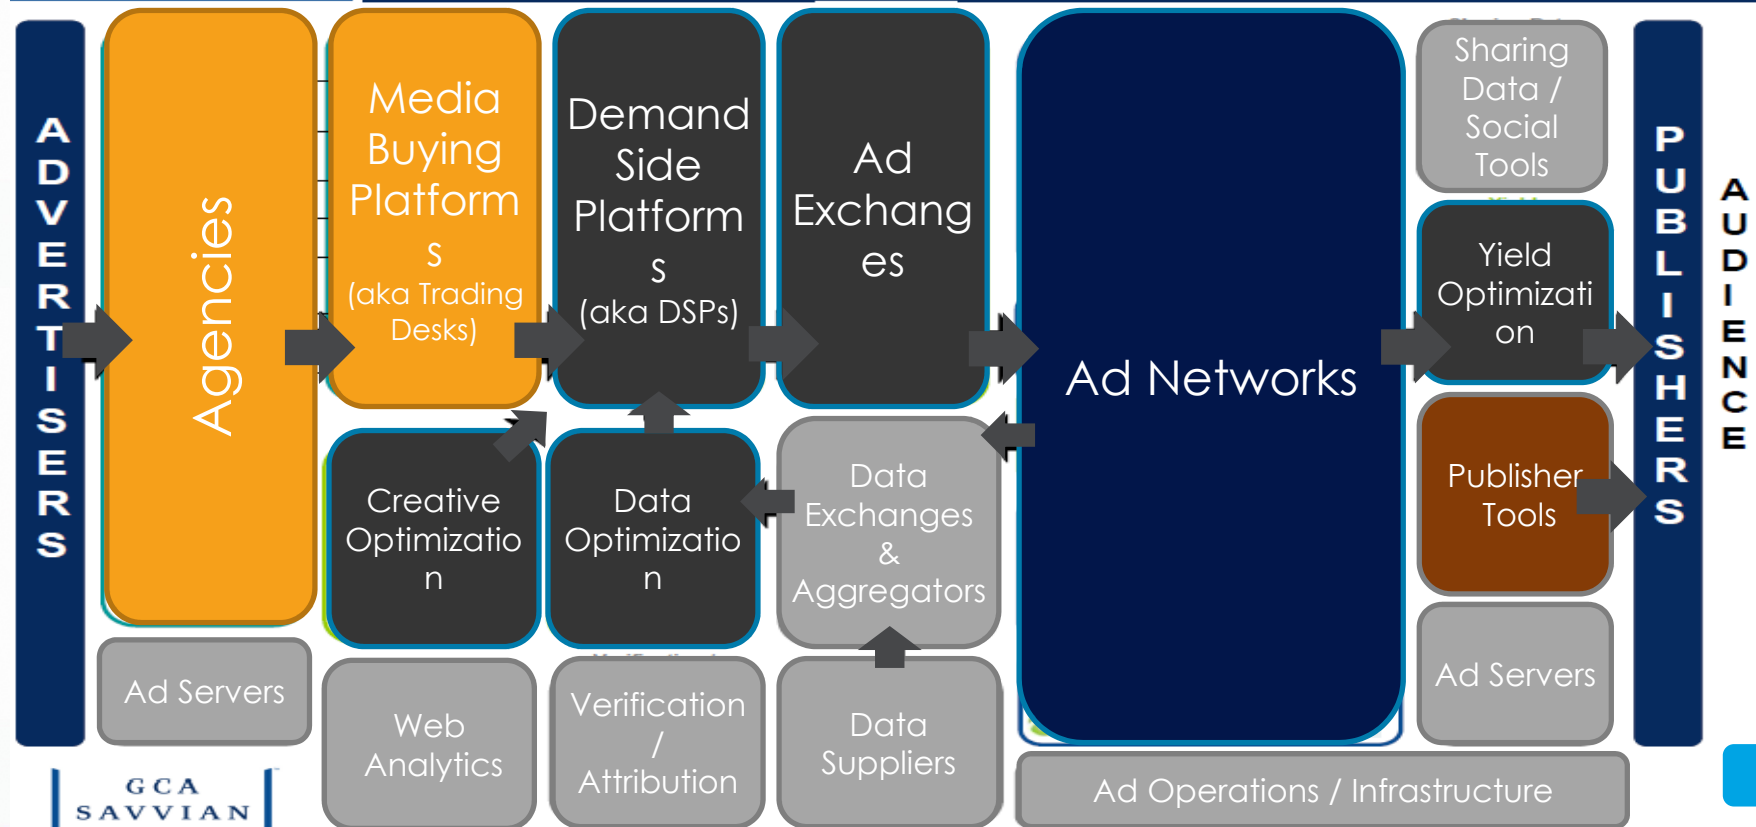 ADVERTISERS
Agencies
Media
Buying
Platform
s
(aka Trading
Desks)
Demand
Side
Platform
s
(aka DSPs)
Ad
Exchang
es
Ad Networks
Sharing
Data /
Social
Tools
Yield
Optimizati
on
Publisher
Tools
Ad Servers
PUBLISHERS
AUDIENCE
Creative
Optimizatio
n
Data
Optimizatio
n
Data
Exchanges
&
Aggregators
Ad Servers
Web
Analytics
Verification
/
Attribution
Data
Suppliers
Ad Operations / Infrastructure
GCA
SAVVIAN